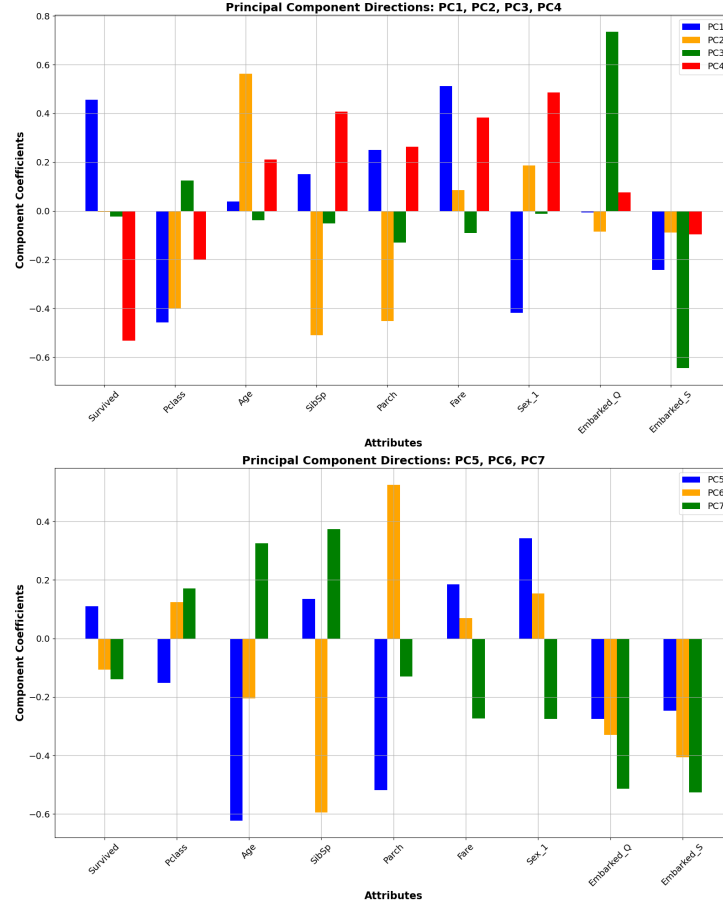 Principal Component Directions: PC1, PC2, PC3, PC4
PC1
PC2
PC3
PC4
Component Coefficients
0.8
0.6
0.4
0.2
0.0
−0.2
−0.4
−0.6
Survived
Pclass
Age
SibSp
Parch
Fare
Sex_1
Embarked_Q
Embarked_S
Attributes
Principal Component Directions: PC5, PC6, PC7
PC5
PC6
PC7
Component Coefficients
0.4
0.2
0.0
−0.2
−0.4
−0.6
Survived
Pclass
Age
SibSp
Parch
Fare
Sex_1
Embarked_Q
Embarked_S
Attributes